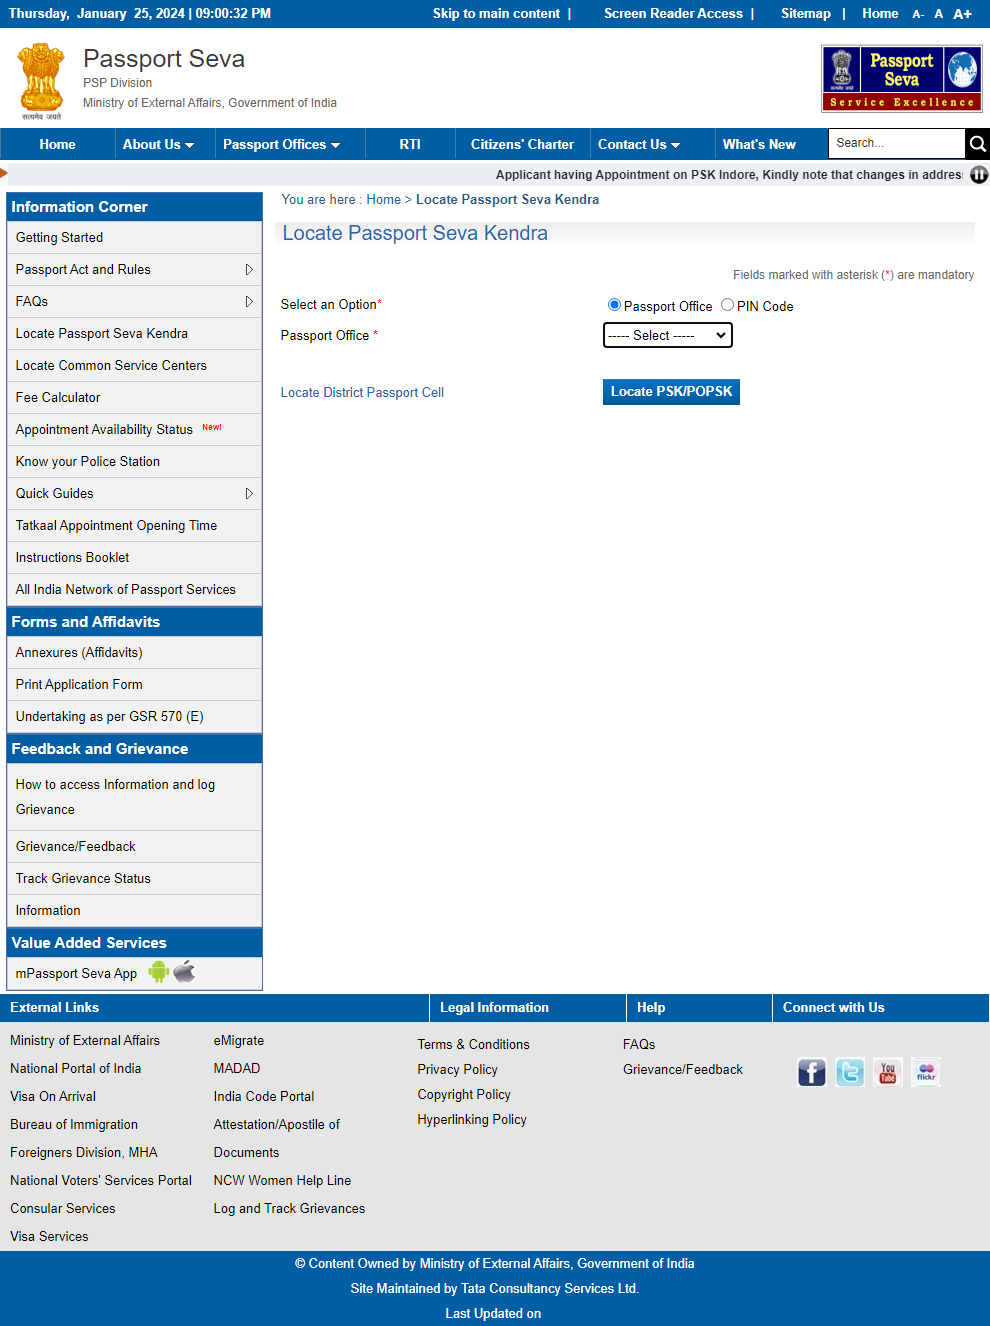 Thursday, January 25, 2024 | 09:00:32 PM
Skip to main content |
Screen Reader Access |
Sitemap |
Home
A- A A+
Passport Seva
PSP Division
Ministry of External Affairs, Government of India
सत्यमेव जयते
Passport
Seva
Service Excellence
Home
About Us
Passport Offices
RTI
Citizens' Charter
Contact Us
What's New
Search...
Applicant having Appointment on PSK Indore, Kindly note that changes in address
Information Corner
Getting Started
Passport Act and Rules
FAQs
Locate Passport Seva Kendra
Locate Common Service Centers
Fee Calculator
Appointment Availability Status New!
Know your Police Station
Quick Guides
Tatkaal Appointment Opening Time
Instructions Booklet
All India Network of Passport Services
Forms and Affidavits
Annexures (Affidavits)
Print Application Form
Undertaking as per GSR 570 (E)
Feedback and Grievance
How to access Information and log
Grievance
Grievance/Feedback
Track Grievance Status
Information
Value Added Services
mPassport Seva App
You are here : Home > Locate Passport Seva Kendra
Locate Passport Seva Kendra
Fields marked with asterisk (*) are mandatory
Select an Option*
Passport Office
PIN Code
Passport Office *
----- Select -----
Locate District Passport Cell
Locate PSK/POPSK
External Links
Ministry of External Affairs
National Portal of India
Visa On Arrival
Bureau of Immigration
Foreigners Division, MHA
National Voters' Services Portal
Consular Services
Visa Services
eMigrate
MADAD
India Code Portal
Attestation/Apostile of
Documents
NCW Women Help Line
Log and Track Grievances
Legal Information
Terms & Conditions
Privacy Policy
Copyright Policy
Hyperlinking Policy
Help
FAQs
Grievance/Feedback
Connect with Us
You
Tube
flickr
© Content Owned by Ministry of External Affairs, Government of India
Site Maintained by Tata Consultancy Services Ltd.
Last Updated on